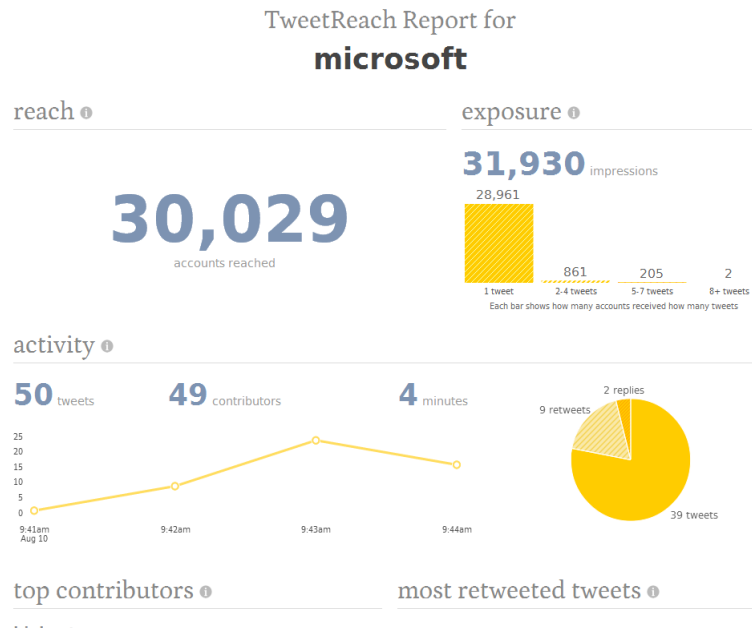 TweetReach Report for
microsoft
reach i
exposure i
30,029
accounts reached
31,930 impressions
28,961
861
205
2
1 tweet
2-4 tweets
5-7 tweets
8+ tweets
Each bar shows how many accounts received how many tweets
activity i
50 tweets
49 contributors
4 minutes
25
20
15
10
5
0
9:41am
Aug 10
9:42am
9:43am
9:44am
2 replies
9 retweets
39 tweets
top contributors i
most retweeted tweets i